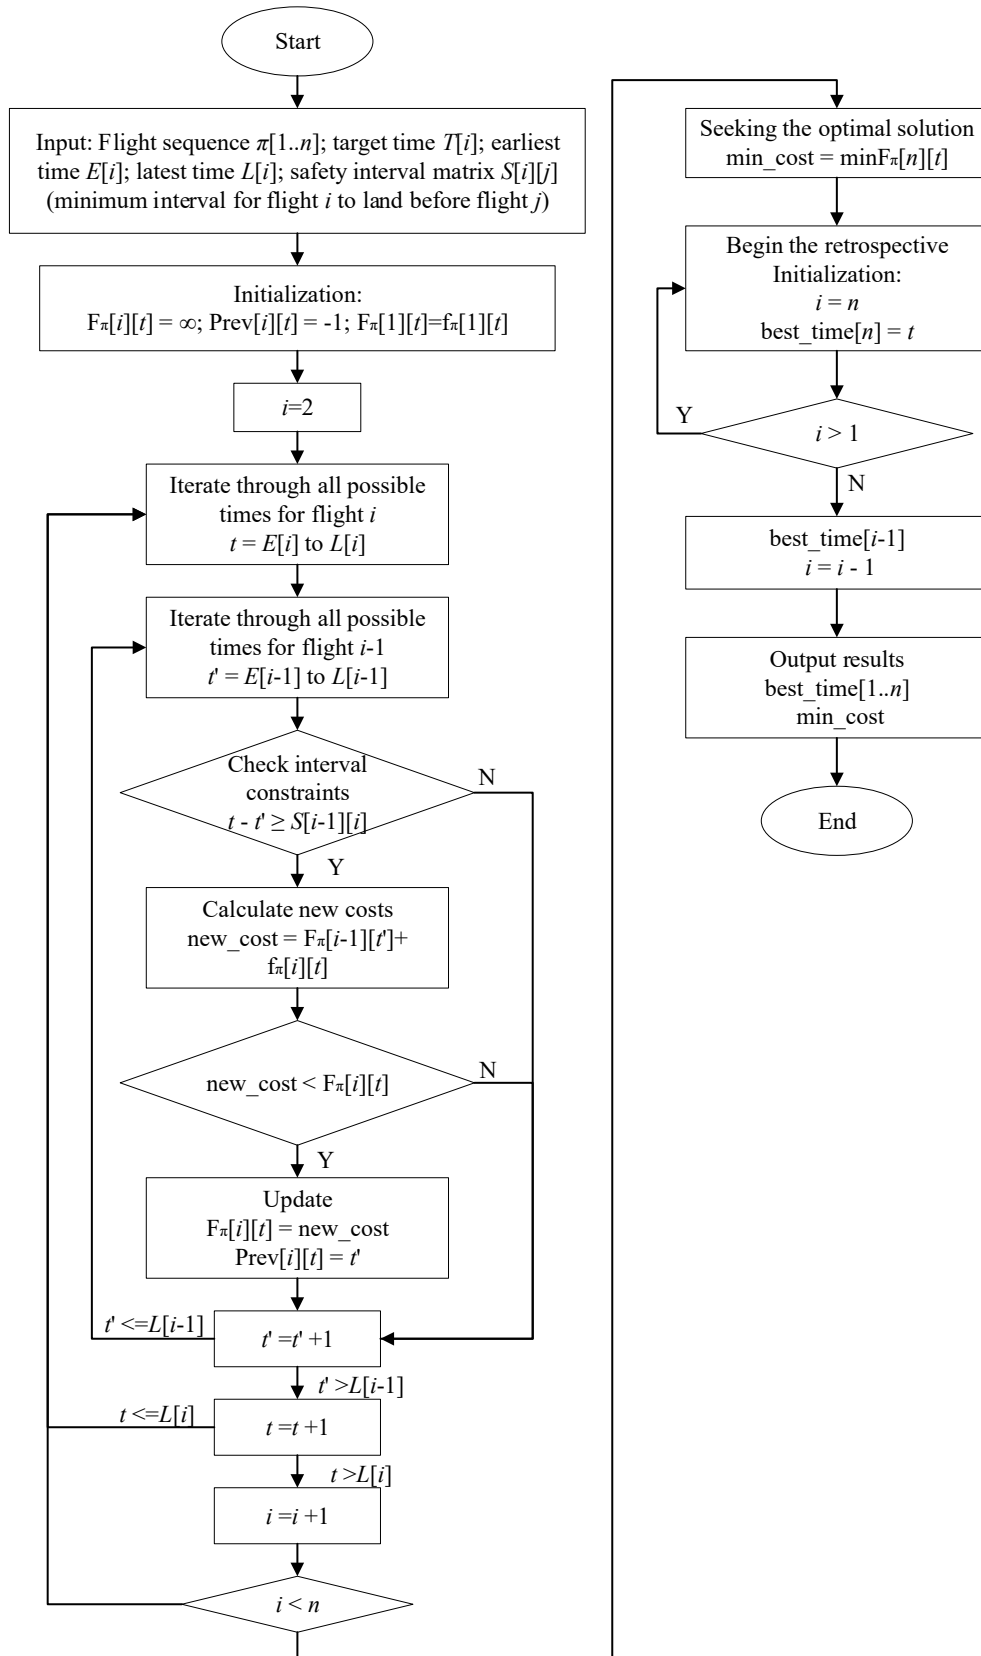 Start
Input: Flight sequence π[1..n]; target time T[i]; earliest
time E[i]; latest time L[i]; safety interval matrix S[i][j]
(minimum interval for flight i to land before flight j)
Initialization:
Fπ[i][t] = ∞; Prev[i][t] = -1; Fπ[1][t]=fπ[1][t]
i=2
Iterate through all possible
times for flight i
t = E[i] to L[i]
Iterate through all possible
times for flight i-1
t' = E[i-1] to L[i-1]
Check interval
constraints
t - t' ≥ S[i-1][i]
N
Y
Calculate new costs
new_cost = Fπ[i-1][t']+
fπ[i][t]
new_cost < Fπ[i][t]
N
Y
Update
Fπ[i][t] = new_cost
Prev[i][t] = t'
t' <=L[i-1]
t' =t' +1
t' >L[i-1]
t <=L[i]
t =t +1
t >L[i]
i =i +1
i < n
Seeking the optimal solution
min_cost = minFπ[n][t]
Begin the retrospective
Initialization:
i = n
best_time[n] = t
Y
i > 1
N
best_time[i-1]
i = i - 1
Output results
best_time[1..n]
min_cost
End